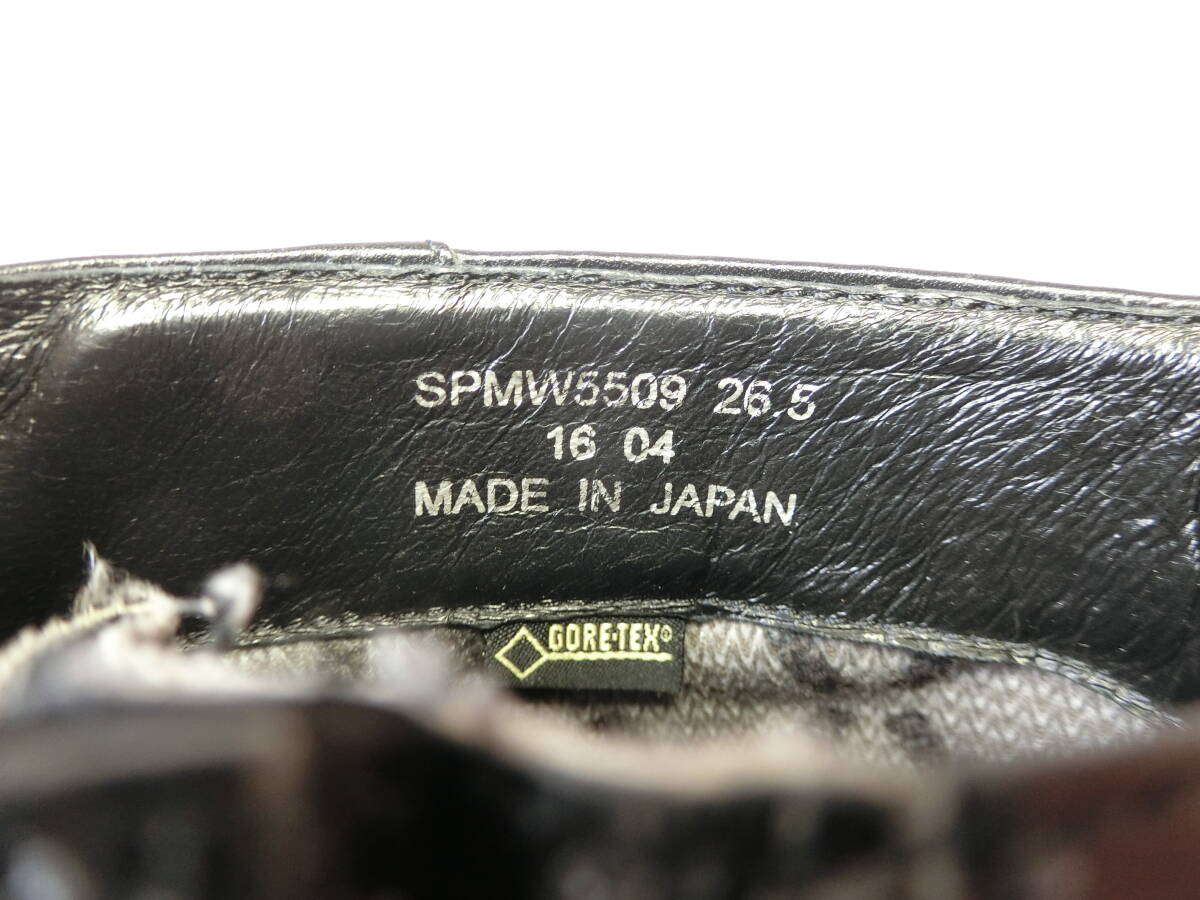 SPMW5509 26.5
16 04
MADE IN JAPAN
GORE-TEX®